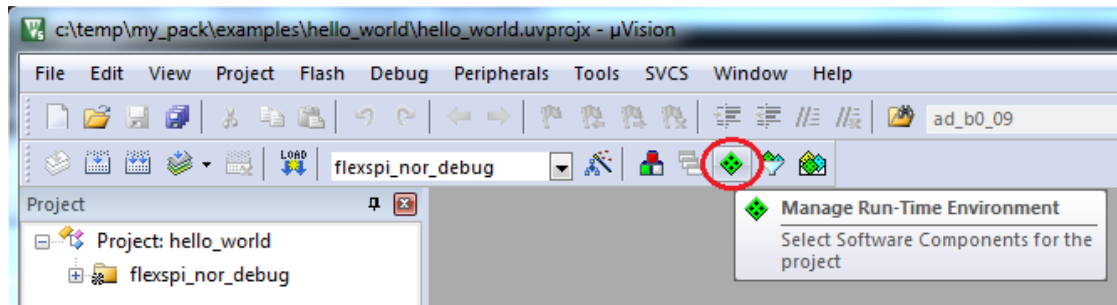 c:\temp\my_pack\examples\hello_world\hello_world.uvprojx - µVision
File Edit View Project Flash Debug Peripherals Tools SVCS Window Help
ad_b0_09
LOAD flexspi_nor_debug
Project
Manage Run-Time Environment
Project: hello_world
Select Software Components for the
project
flexspi_nor_debug